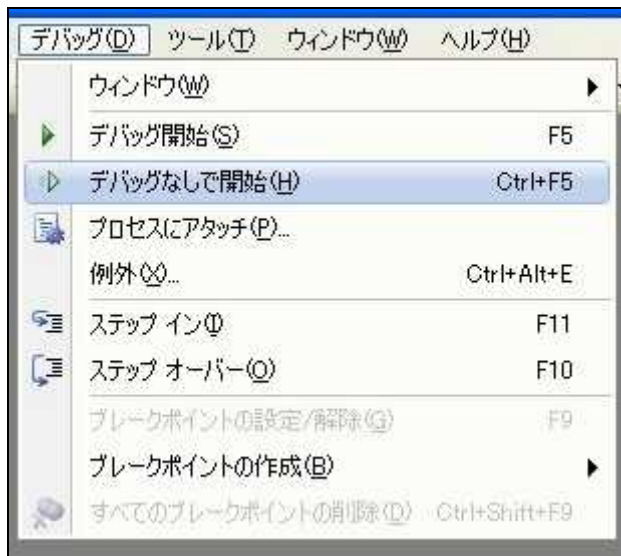 デバッグ(D) ツール(T) ウィンドウ(W) ヘルプ(H)
ウィンドウ(W)
デバッグ開始(S) F5
デバッグなしで開始(H) Ctrl+F5
プロセスにアタッチ(P)...
例外(X)... Ctrl+Alt+E
ステップ イン(I) F11
ステップ オーバー(O) F10
ブレークポイントの設定/解除(G) F9
ブレークポイントの作成(B)
すべてのブレークポイントの削除(D) Ctrl+Shift+F9